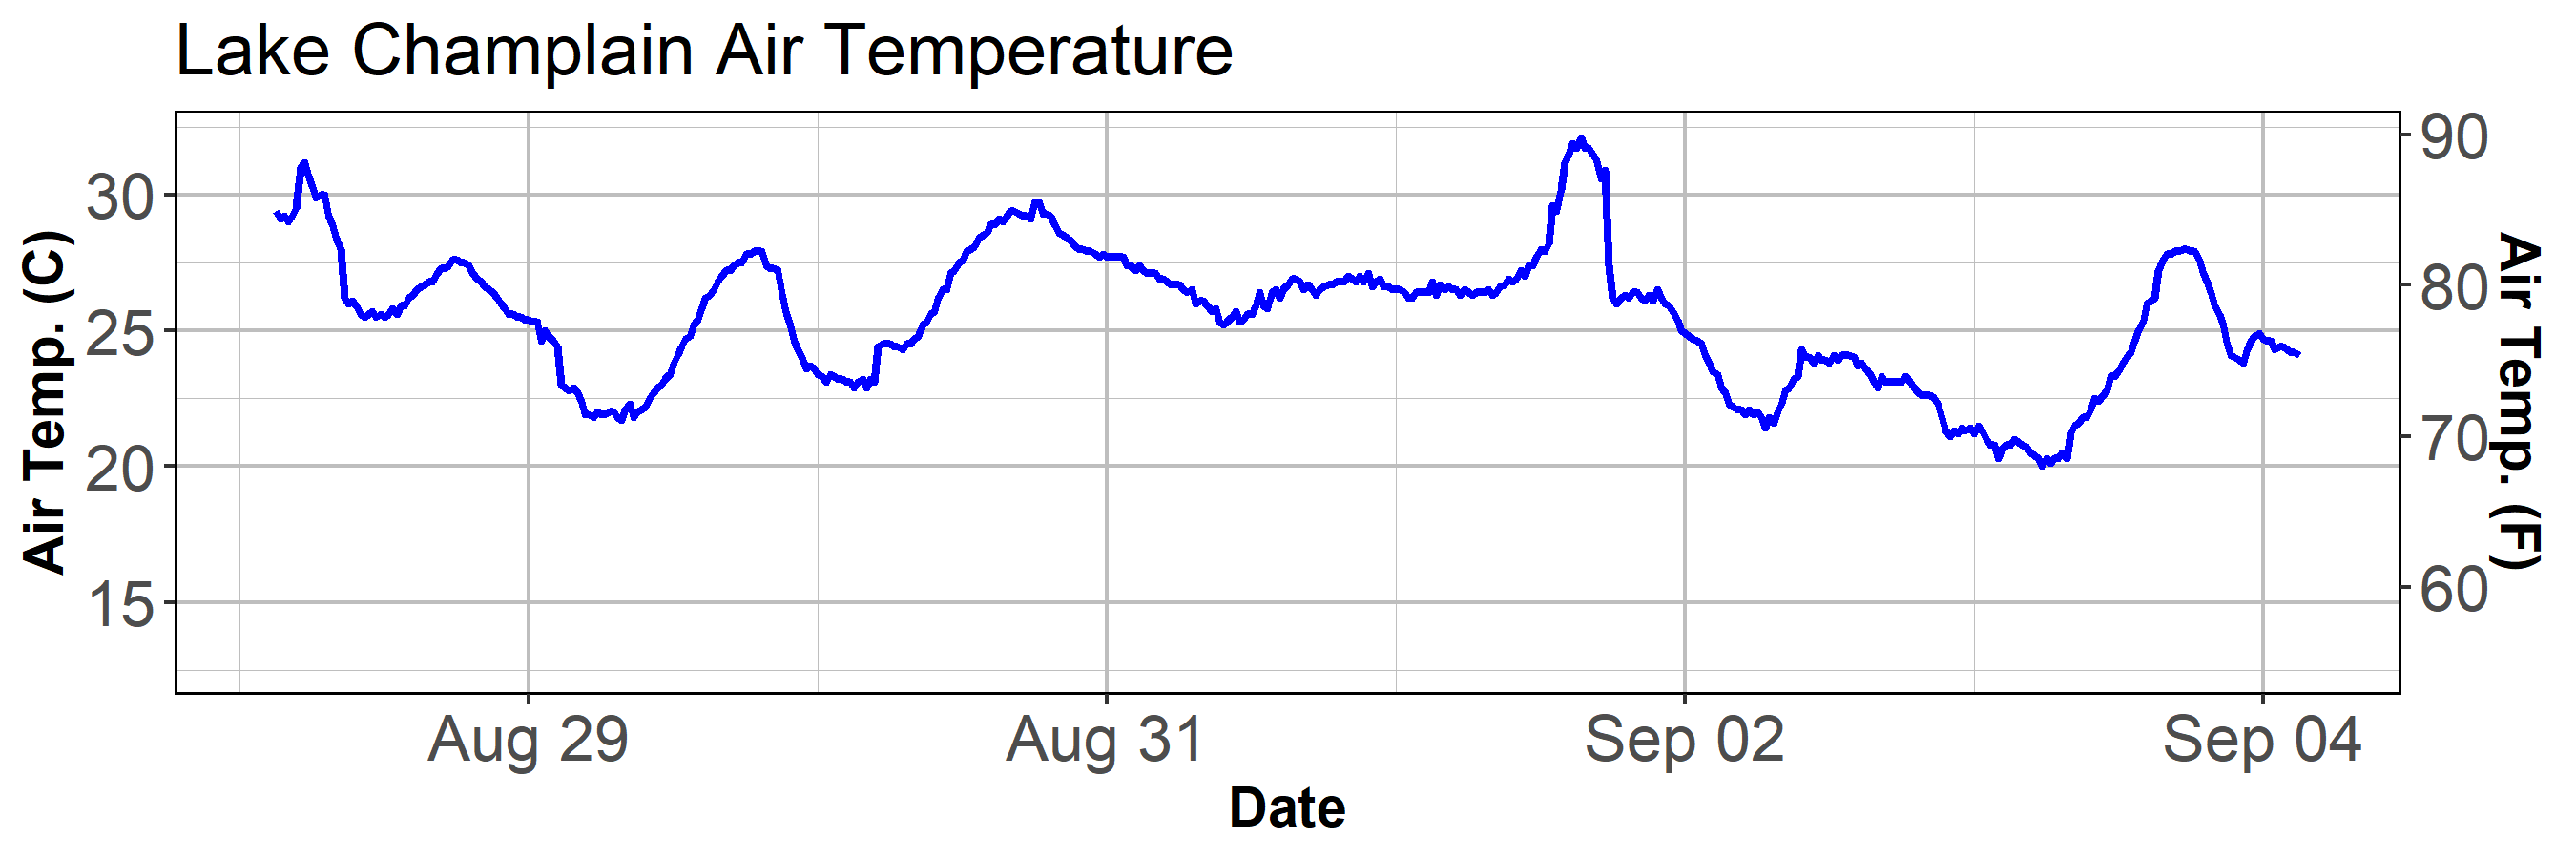 Lake Champlain Air Temperature
Air Temp. (C)
30
25
20
15
90
80
70
60
Air Temp. (F)
Aug 29
Aug 31
Sep 02
Sep 04
Date